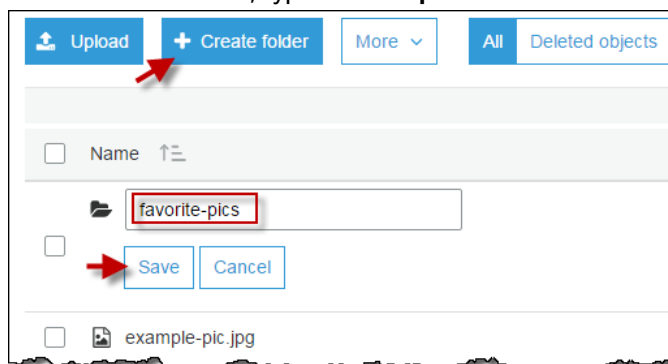 Upload + Create folder More All Deleted objects
Name
favorite-pics
Save Cancel
example-pic.jpg